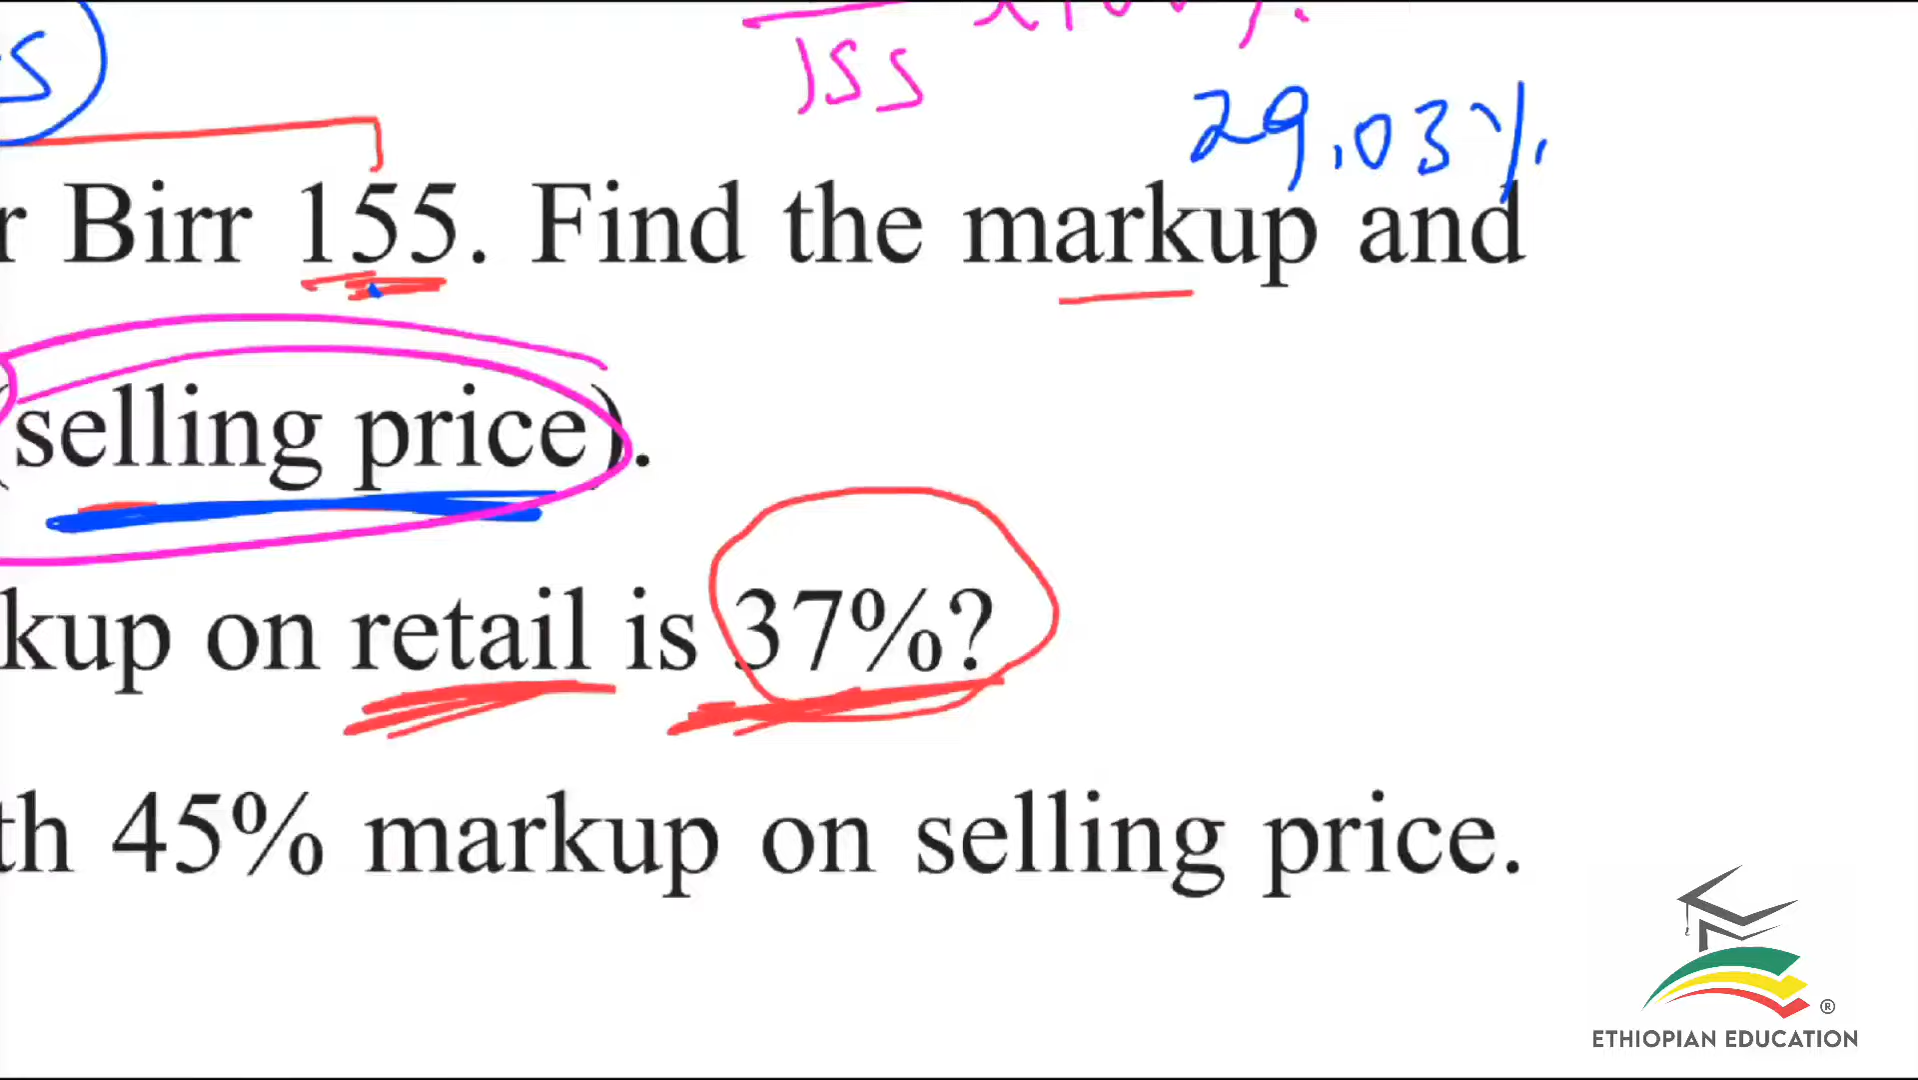 155
29.03%
r Birr 155. Find the markup and
(selling price).
kup on retail is 37%?
th 45% markup on selling price.
ETHIOPIAN EDUCATION